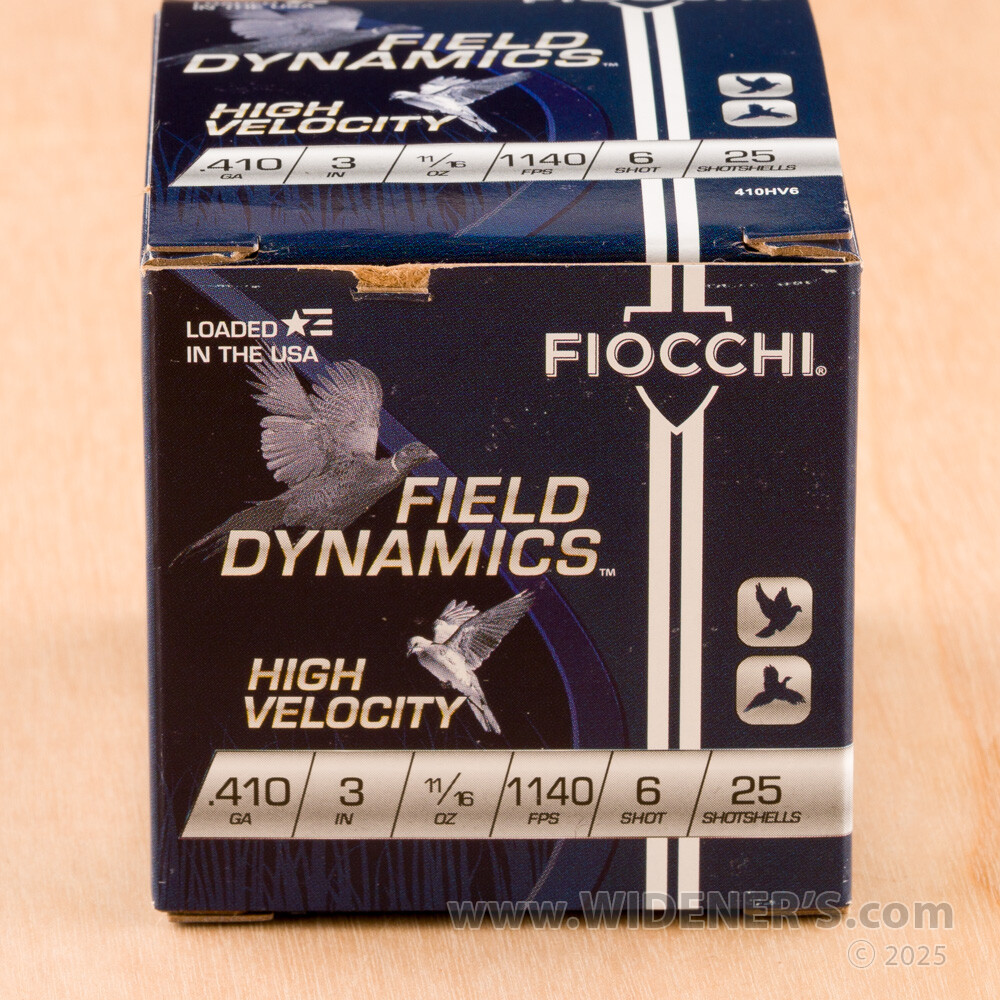 FIELD
DYNAMICS™
HIGH
VELOCITY
.410 3 11/16 1140 6 25
GA IN OZ FPS SHOT SHOTSHELLS
410HV6
LOADED
IN THE USA
FIOCCHI®
FIELD
DYNAMICS™
HIGH
VELOCITY
.410 3 11/16 1140 6 25
GA IN OZ FPS SHOT SHOTSHELLS
www.WIDENER'S.com
© 2025